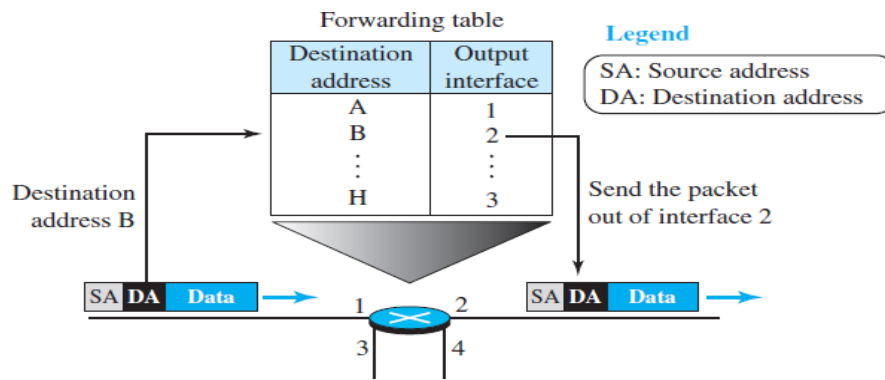 Forwarding table
Legend
SA: Source address
DA: Destination address
Destination address
Output interface
A 1
B 2
⋮ ⋮
H 3
Destination
address B
Send the packet
out of interface 2
SA DA Data
SA DA Data
1 2
3 4